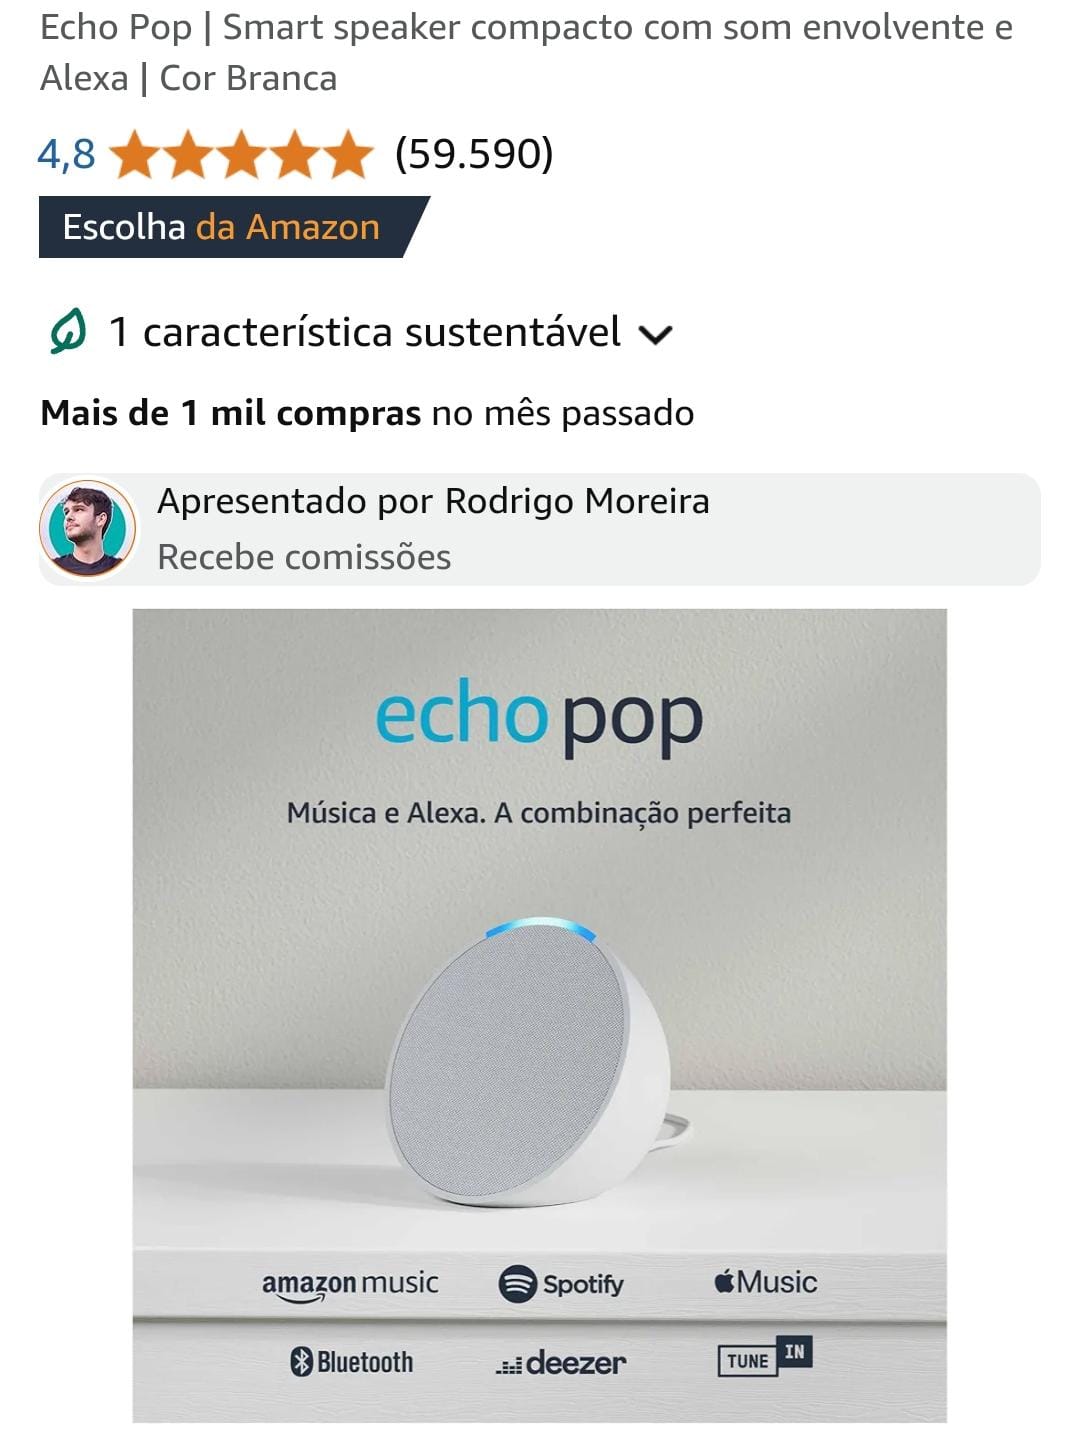 Echo Pop | Smart speaker compacto com som envolvente e
Alexa | Cor Branca
4,8 (59.590)
Escolha da Amazon
1 característica sustentável
Mais de 1 mil compras no mês passado
Apresentado por Rodrigo Moreira
Recebe comissões
echo pop
Música e Alexa. A combinação perfeita
amazon music Spotify Music
Bluetooth deezer TUNE IN